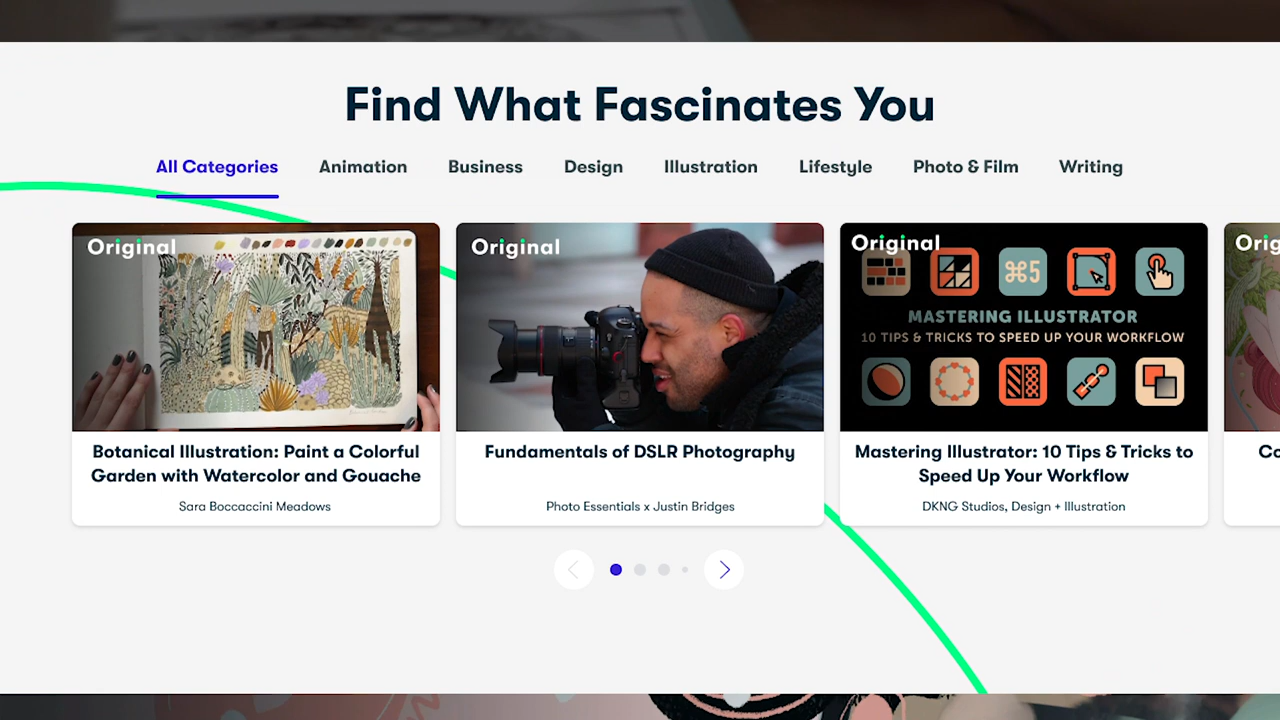 Find What Fascinates You
All Categories Animation Business Design Illustration Lifestyle Photo & Film Writing
Original
Original
Original
MASTERING ILLUSTRATOR
10 TIPS & TRICKS TO SPEED UP YOUR WORKFLOW
⌘5
Botanical Illustration: Paint a Colorful
Garden with Watercolor and Gouache
Sara Boccaccini Meadows
Fundamentals of DSLR Photography
Photo Essentials x Justin Bridges
Mastering Illustrator: 10 Tips & Tricks to
Speed Up Your Workflow
DKNG Studios, Design + Illustration